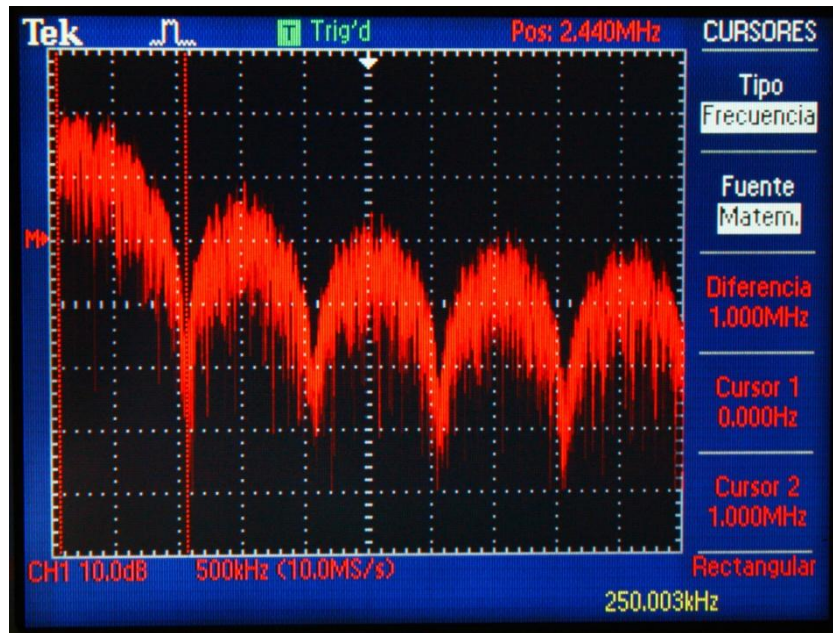 Tek
T Trig'd
Pos: 2.440MHz
CURSORES
Tipo
Frecuencia
Fuente
Matem.
M
Diferencia
1.000MHz
Cursor 1
0.000Hz
Cursor 2
1.000MHz
CH1 10.0dB
500kHz (10.0MS/s)
Rectangular
250.003kHz